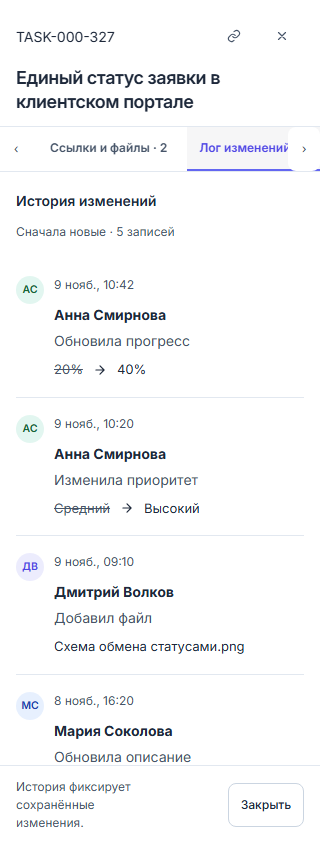 TASK-000-327
Единый статус заявки в
клиентском портале
Ссылки и файлы · 2
Лог изменений
История изменений
Сначала новые · 5 записей
АС
9 нояб., 10:42
Анна Смирнова
Обновила прогресс
20% → 40%
АС
9 нояб., 10:20
Анна Смирнова
Изменила приоритет
Средний → Высокий
ДВ
9 нояб., 09:10
Дмитрий Волков
Добавил файл
Схема обмена статусами.png
МС
8 нояб., 16:20
Мария Соколова
Обновила описание
История фиксирует
сохранённые
изменения.
Закрыть